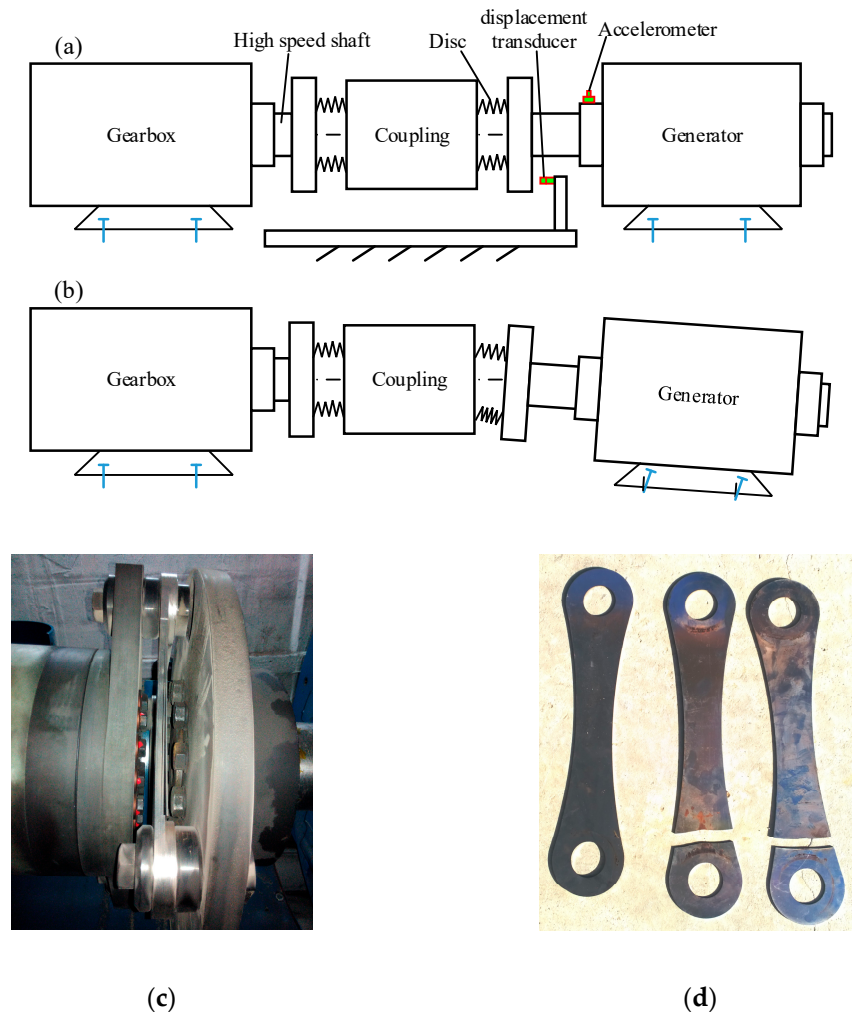 (a)
High speed shaft
Disc
displacement
transducer
Accelerometer
Gearbox
Coupling
Generator
(b)
Gearbox
Coupling
Generator
(c)
(d)